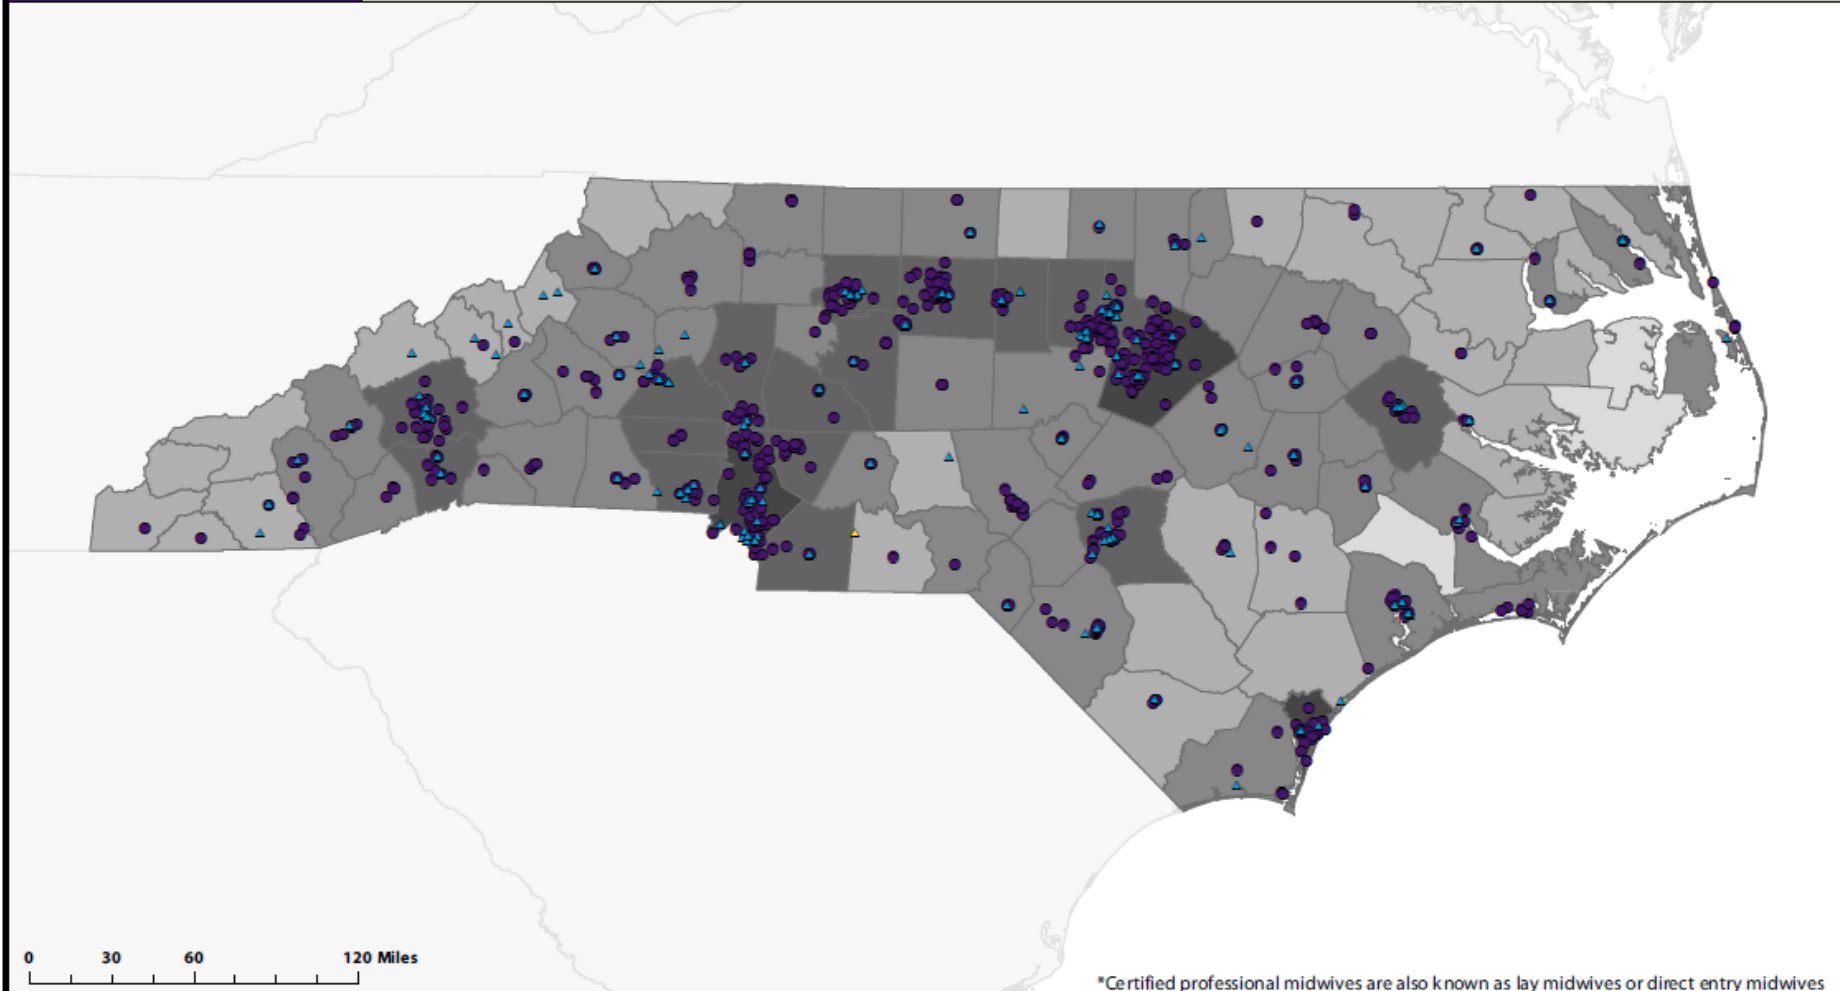 0 30 60 120 Miles
*Certified professional midwives are also known as lay midwives or direct entry midwives